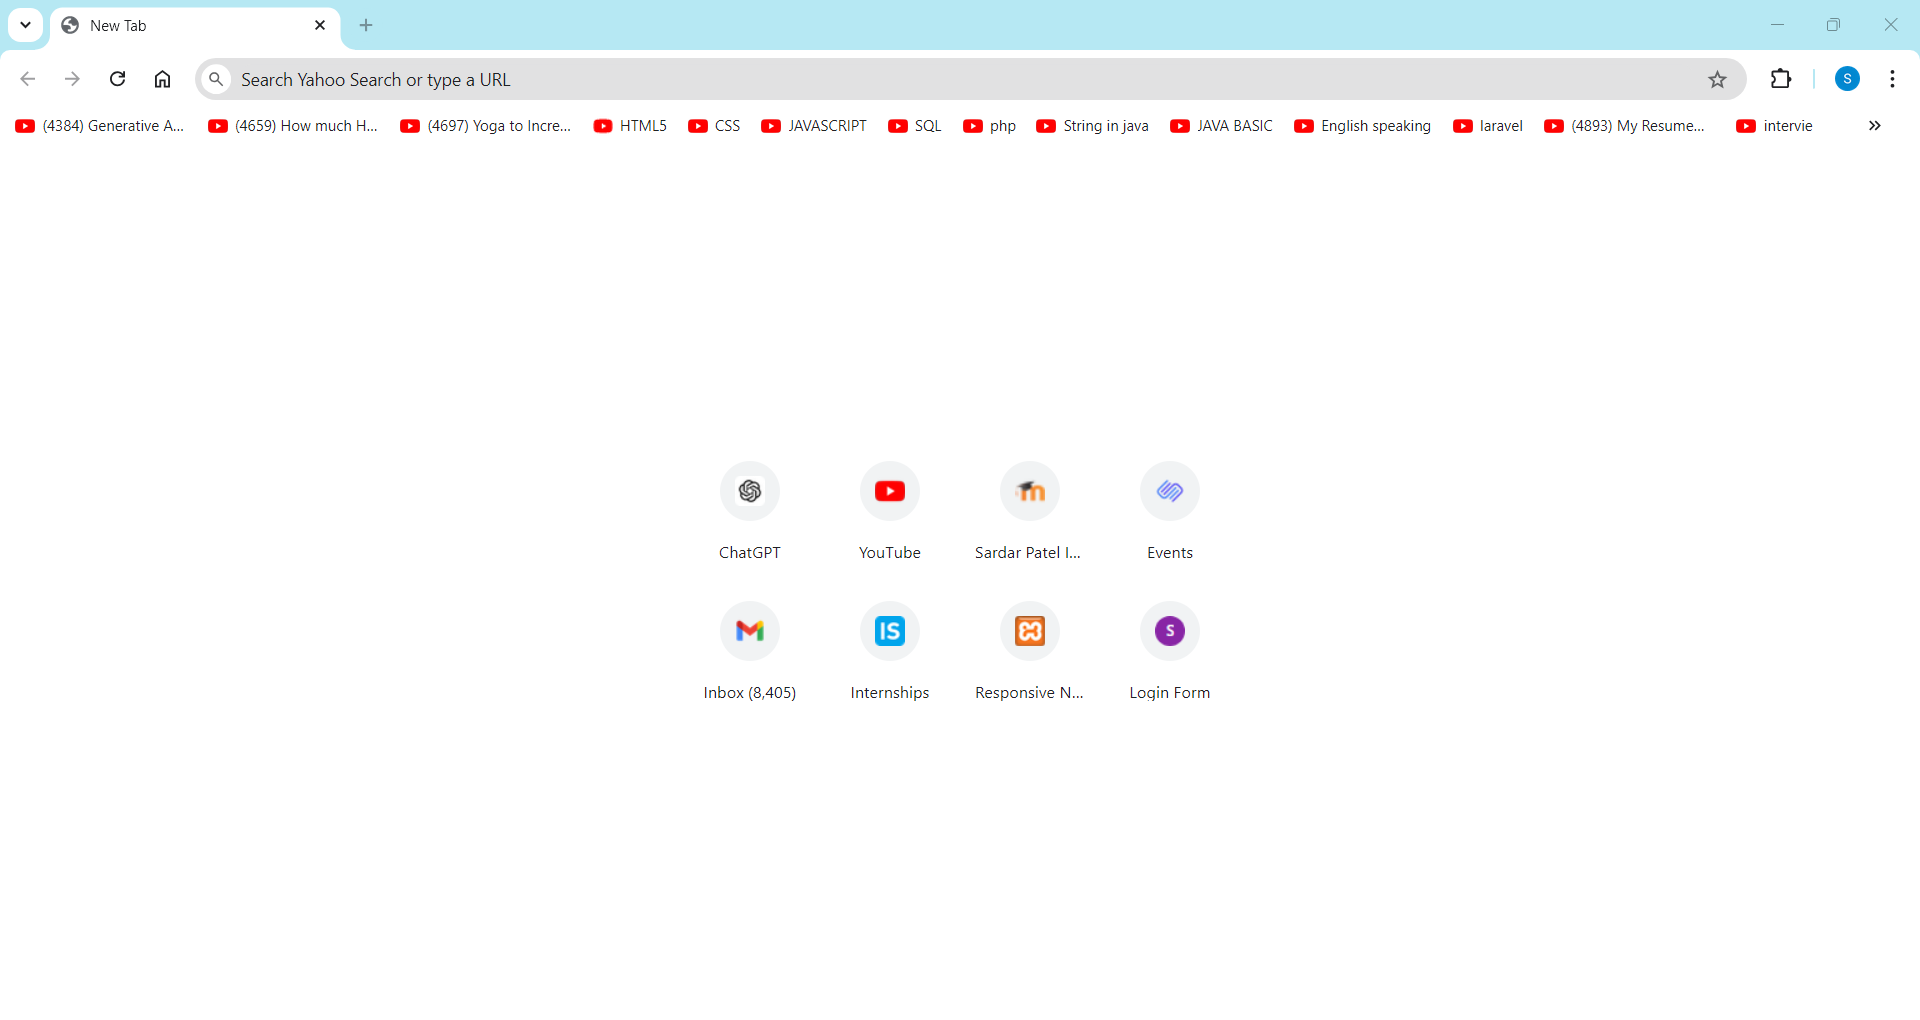 New Tab
Search Yahoo Search or type a URL
S
(4384) Generative A...
(4659) How much H...
(4697) Yoga to Incre...
HTML5
CSS
JAVASCRIPT
SQL
php
String in java
JAVA BASIC
English speaking
laravel
(4893) My Resume...
intervie
ChatGPT
YouTube
Sardar Patel I...
Events
IS
S
Inbox (8,405)
Internships
Responsive N...
Login Form